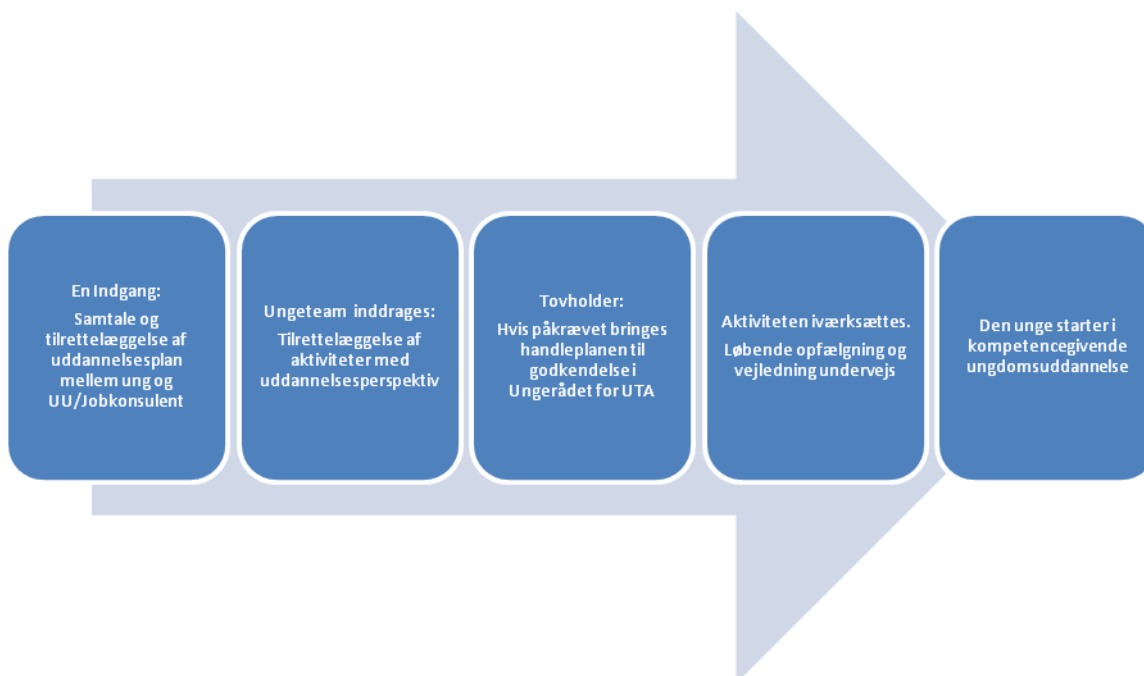 En Indgang:
Samtale og
tilrettelæggelse af
uddannelsesplan
mellem ung og
UU/Jobkonsulent
Ungeteam inddrages:
Tilrettelæggelse af
aktiviteter med
uddannelsesperspektiv
Tovholder:
Hvis påkrævet bringes
handleplanen til
godkendelse i
Ungerådet for UTA
Aktiviteten iværksættes.
Løbende opfælgning og
vejledning undervejs
Den unge starter i
kompetencegivende
ungdomsuddannelse